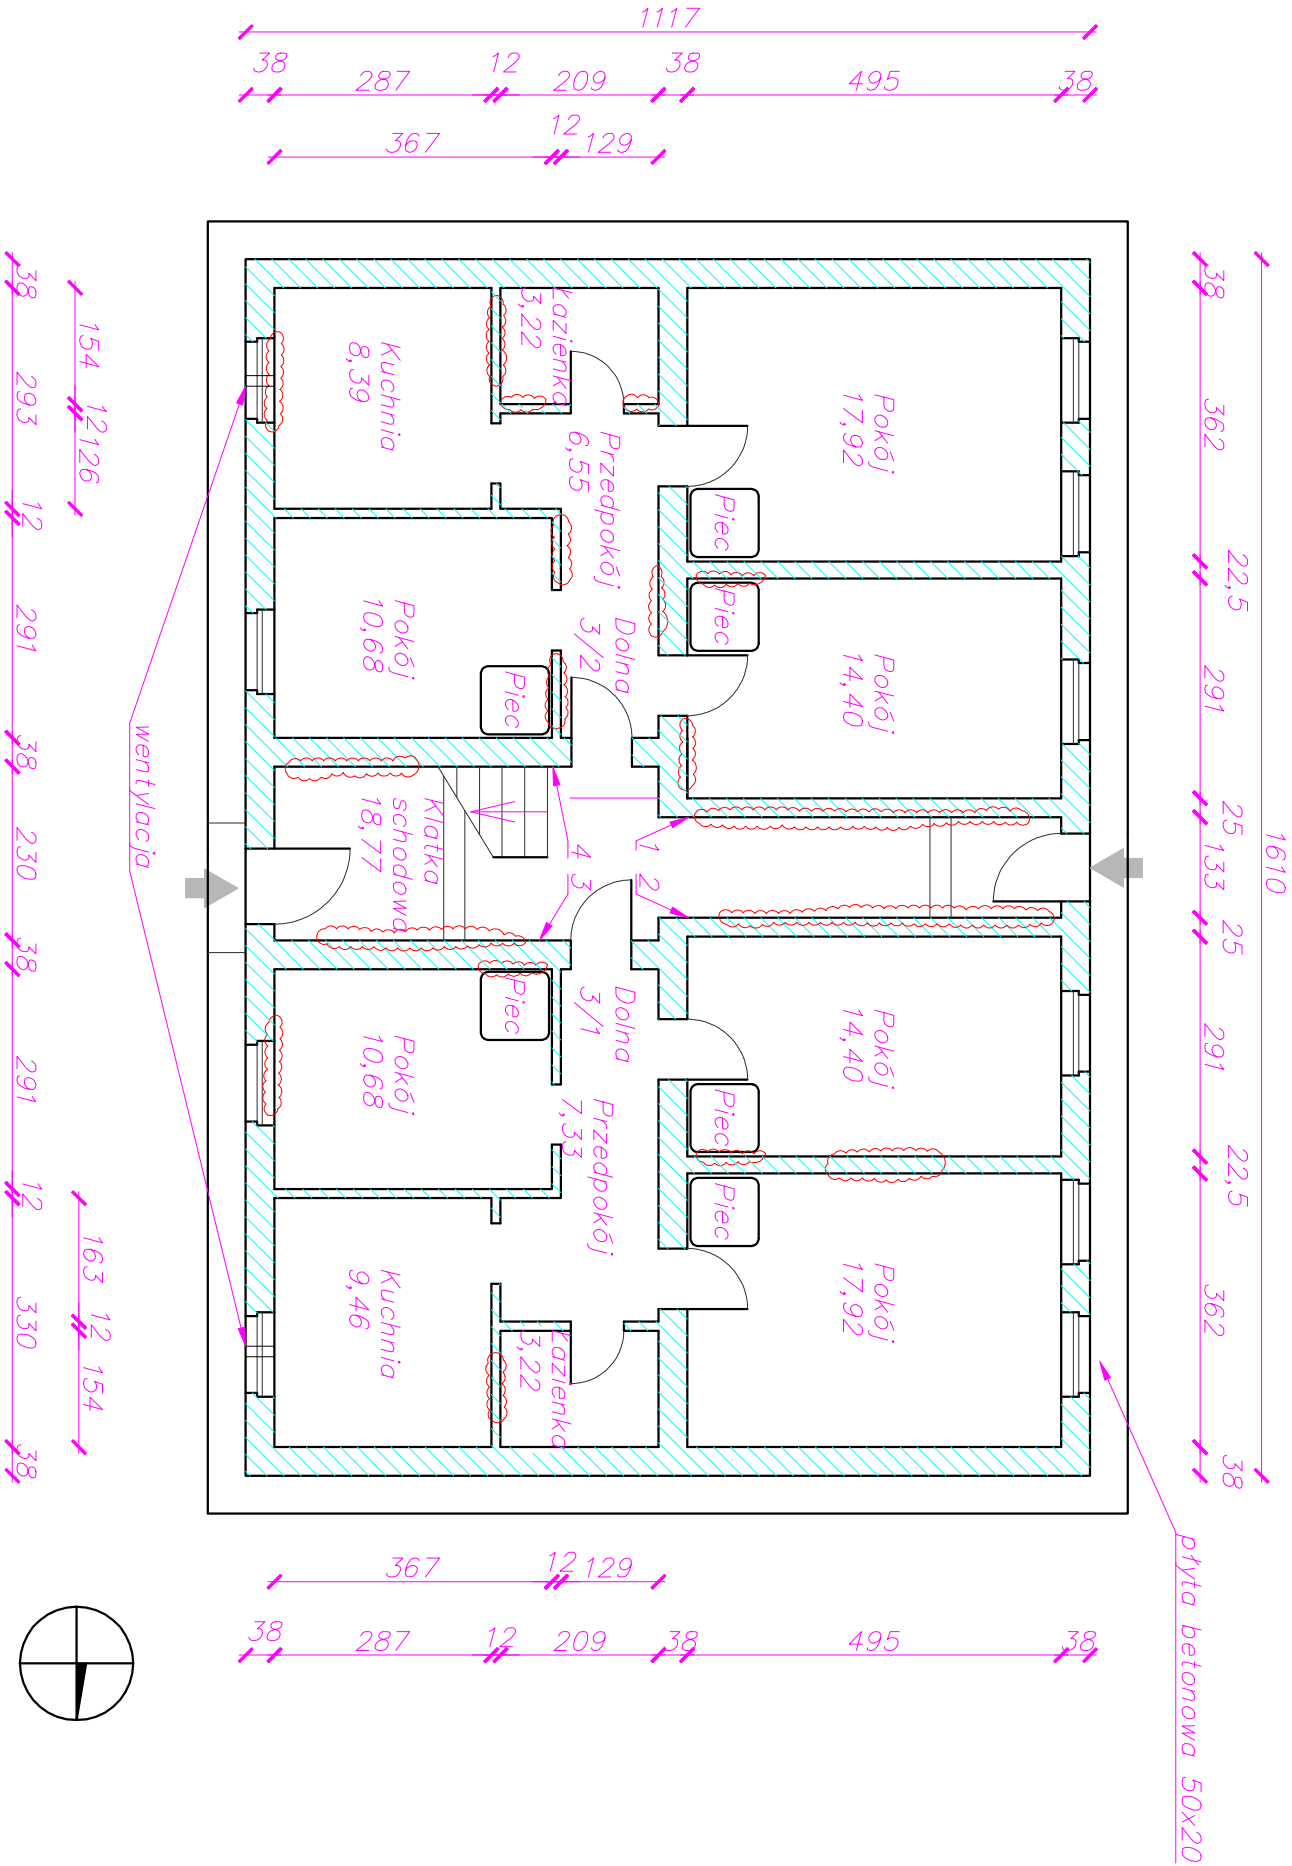 1117
38
287
12
209
38
495
38
367
12
129
38
362
22,5
291
25
133
25
291
22,5
362
38
1610
38
293
12
291
38
230
38
291
12
330
38
154
12
126
163
12
154
Łazienka
3,22
Kuchnia
8,39
Przedpokój
6,55
Pokój
17,92
Piec
Piec
Pokój
14,40
Dolna
3/2
Pokój
10,68
Piec
Klatka
schodowa
18,77
1
2
3
4
wentylacja
Dolna
3/1
Pokój
10,68
Piec
Pokój
14,40
Piec
Piec
Przedpokój
7,33
Pokój
17,92
Kuchnia
9,46
Łazienka
3,22
płyta betonowa 50x20
367
12
129
38
287
12
209
38
495
38